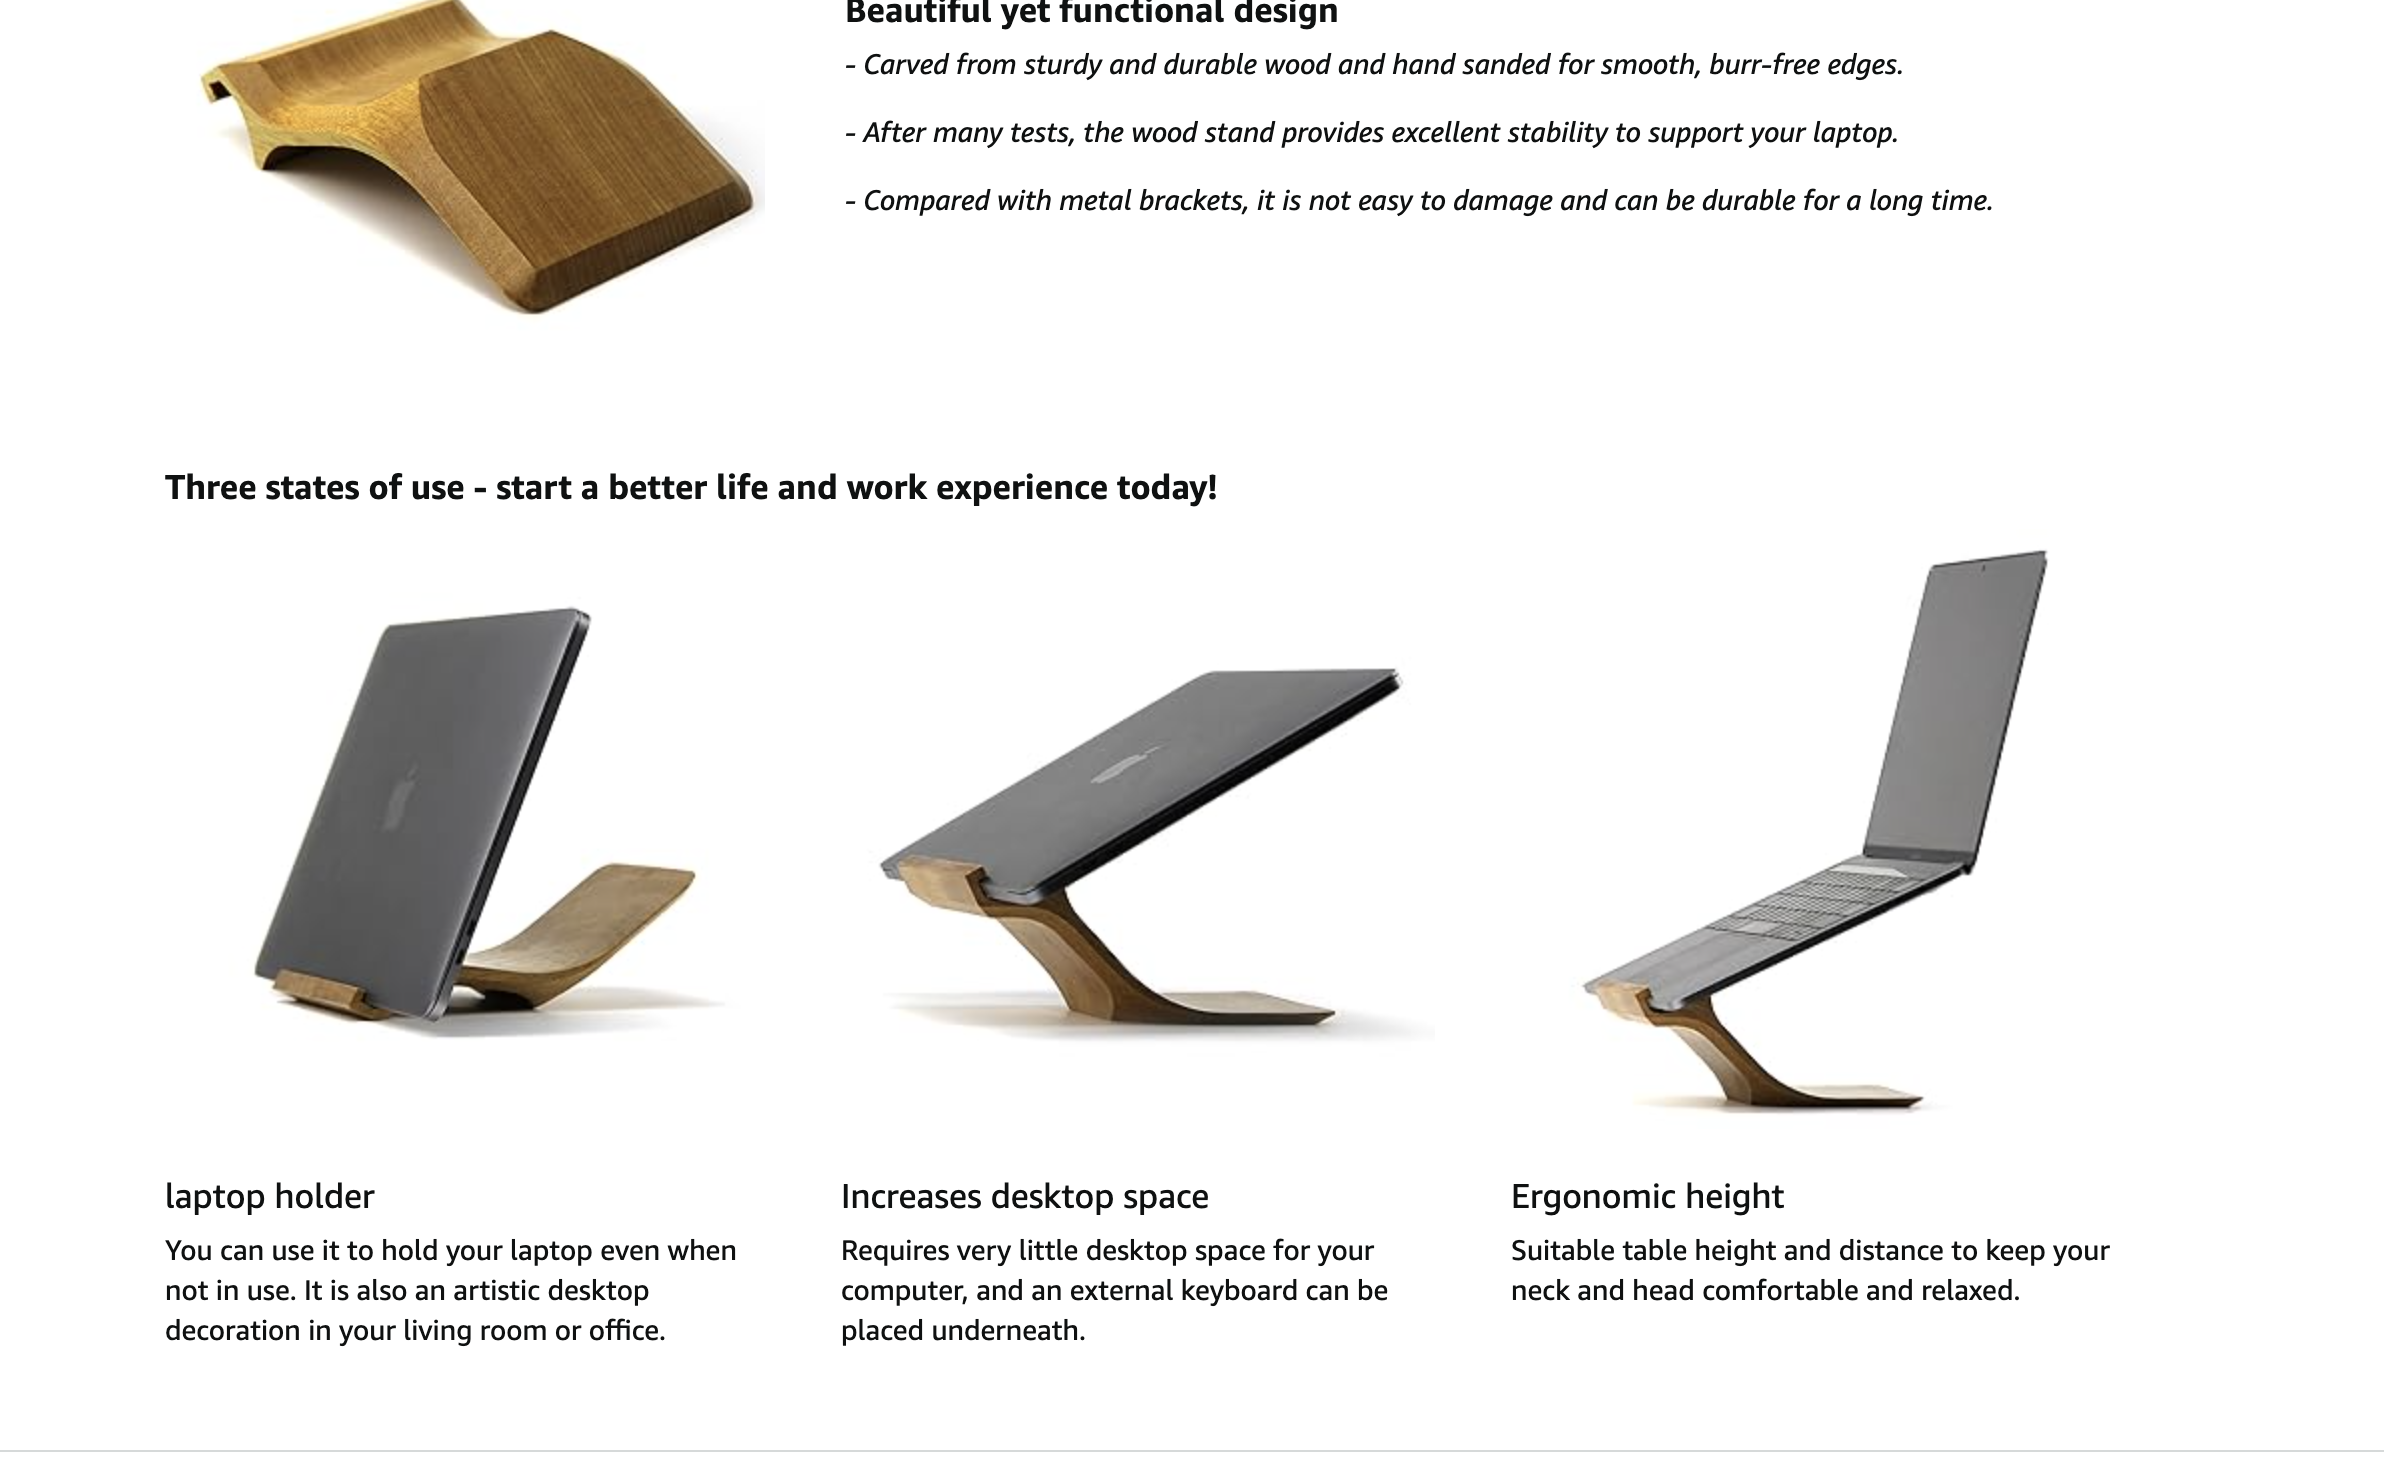 Beautiful yet functional design
- Carved from sturdy and durable wood and hand sanded for smooth, burr-free edges.
- After many tests, the wood stand provides excellent stability to support your laptop.
- Compared with metal brackets, it is not easy to damage and can be durable for a long time.
Three states of use - start a better life and work experience today!
laptop holder
You can use it to hold your laptop even when
not in use. It is also an artistic desktop
decoration in your living room or office.
Increases desktop space
Requires very little desktop space for your
computer, and an external keyboard can be
placed underneath.
Ergonomic height
Suitable table height and distance to keep your
neck and head comfortable and relaxed.